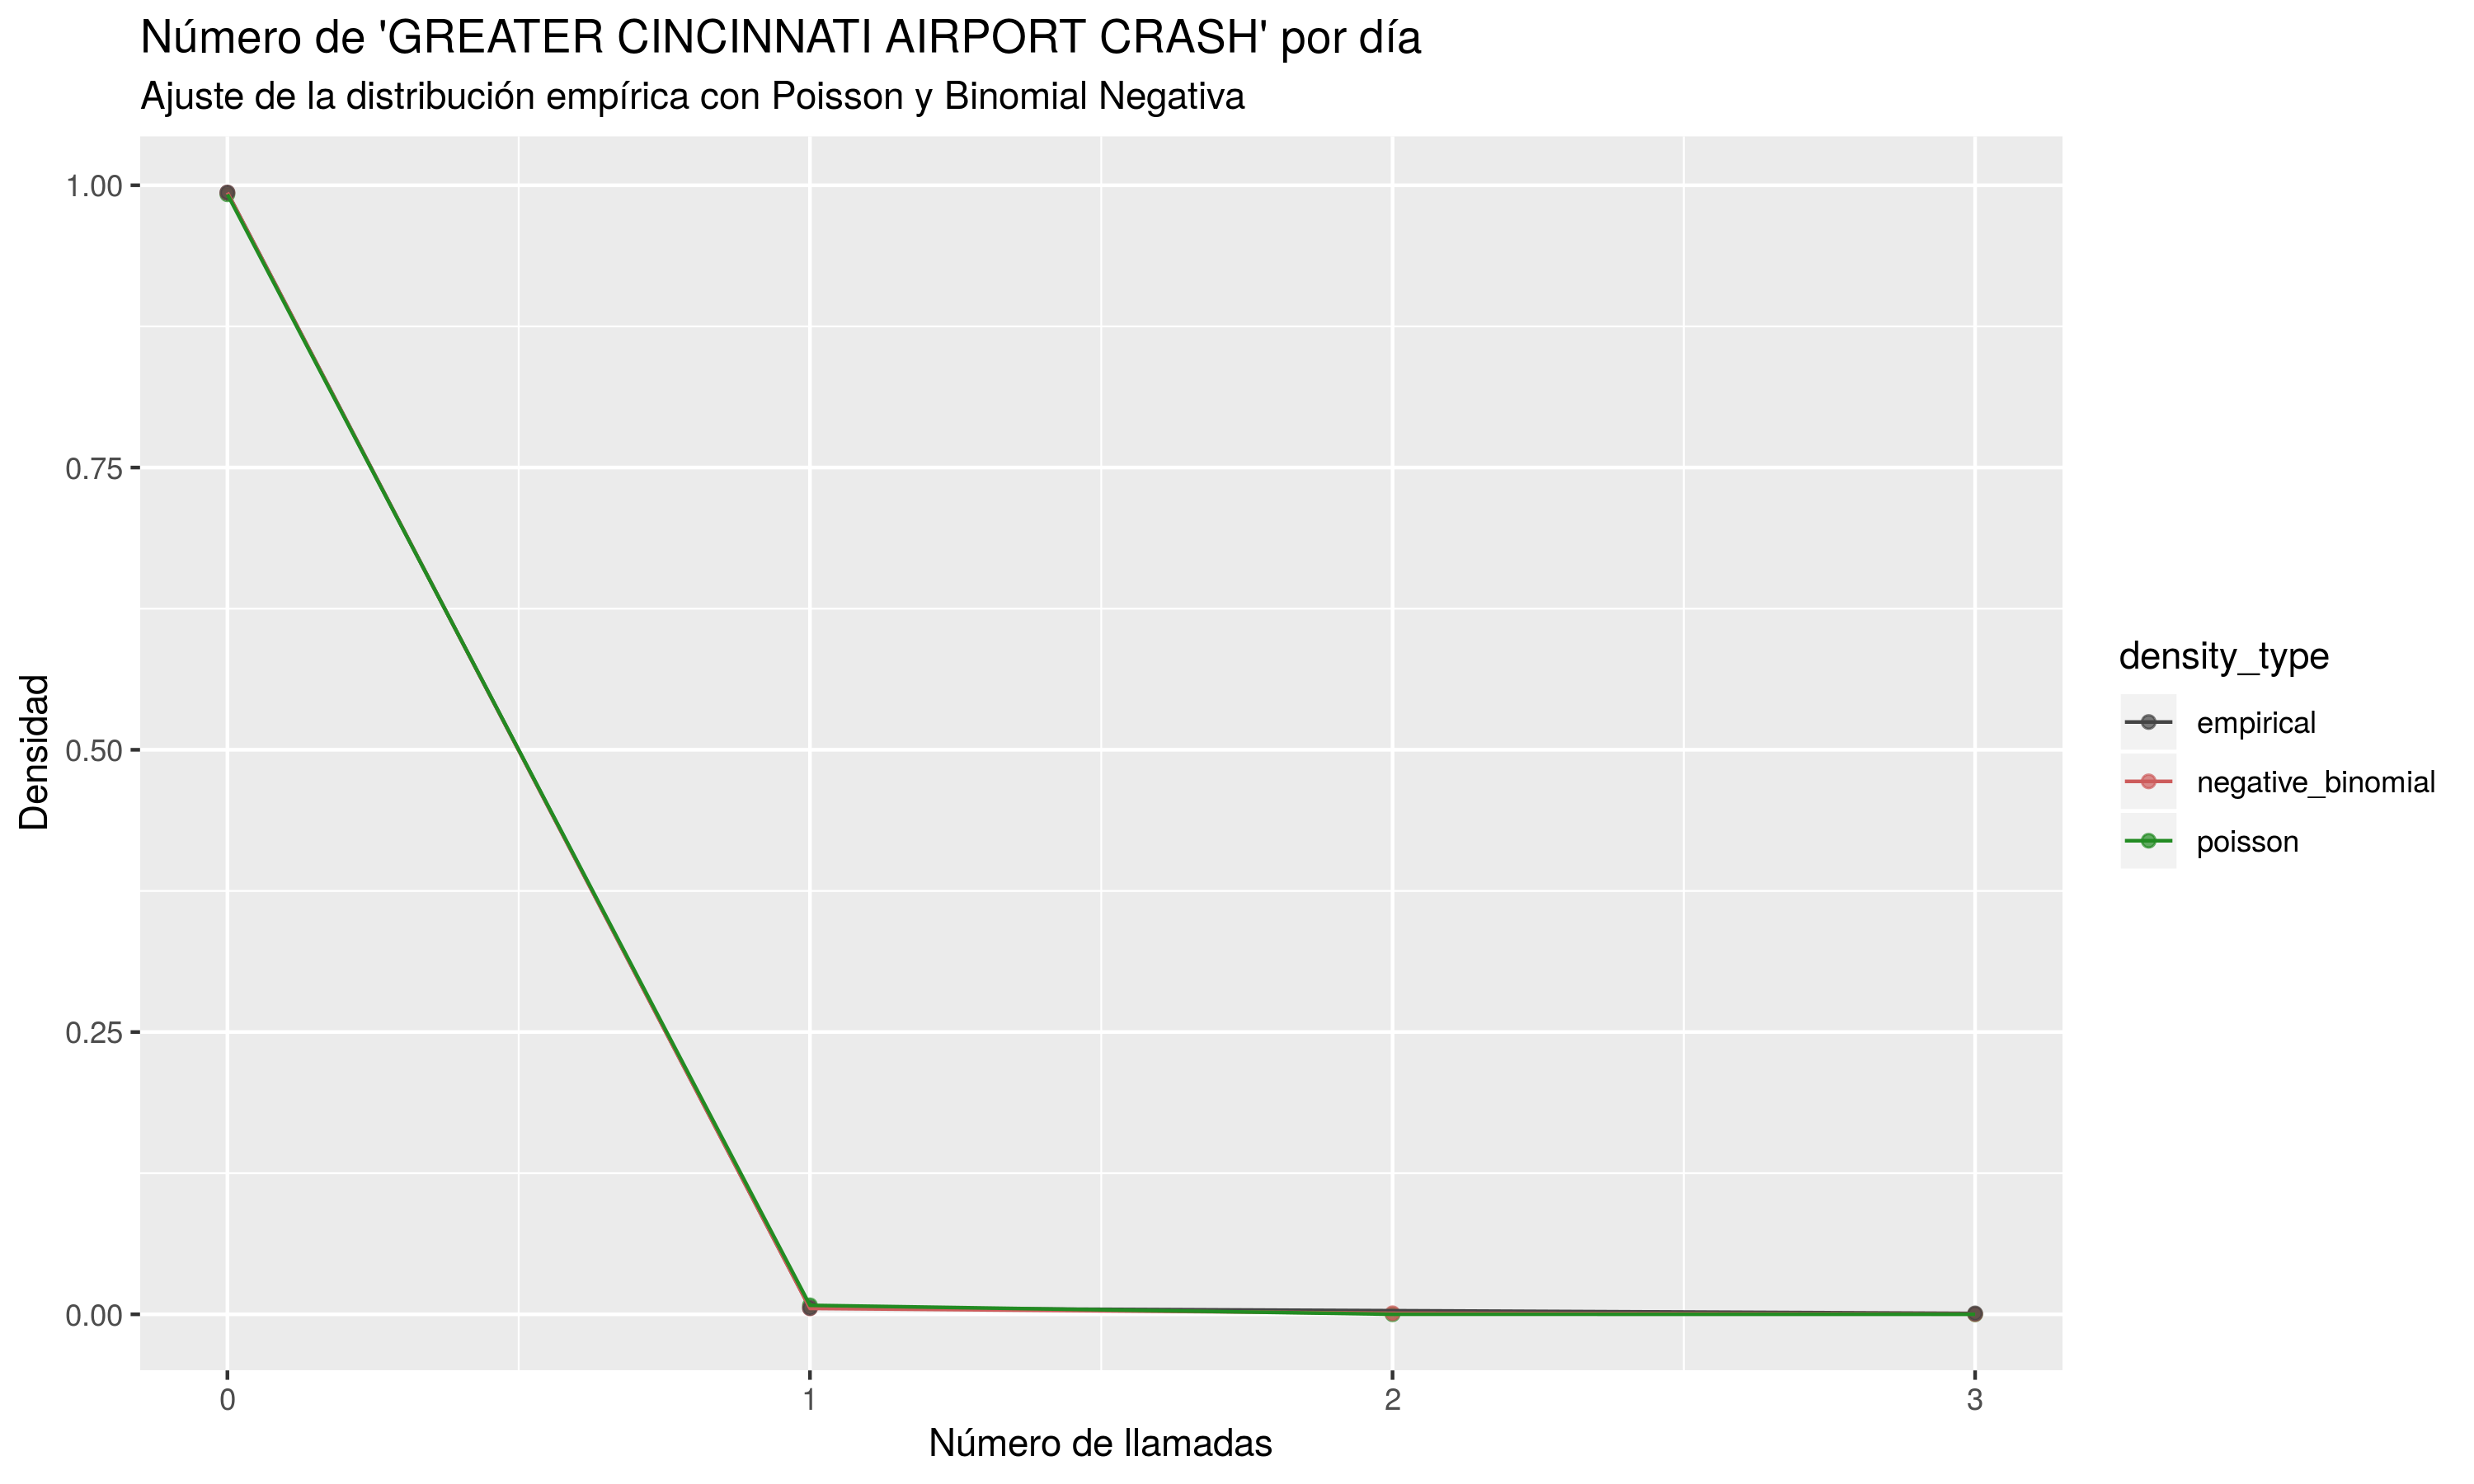 Número de 'GREATER CINCINNATI AIRPORT CRASH' por día
Ajuste de la distribución empírica con Poisson y Binomial Negativa
Densidad
1.00
0.75
0.50
0.25
0.00
0
1
2
3
Número de llamadas
density_type
empirical
negative_binomial
poisson